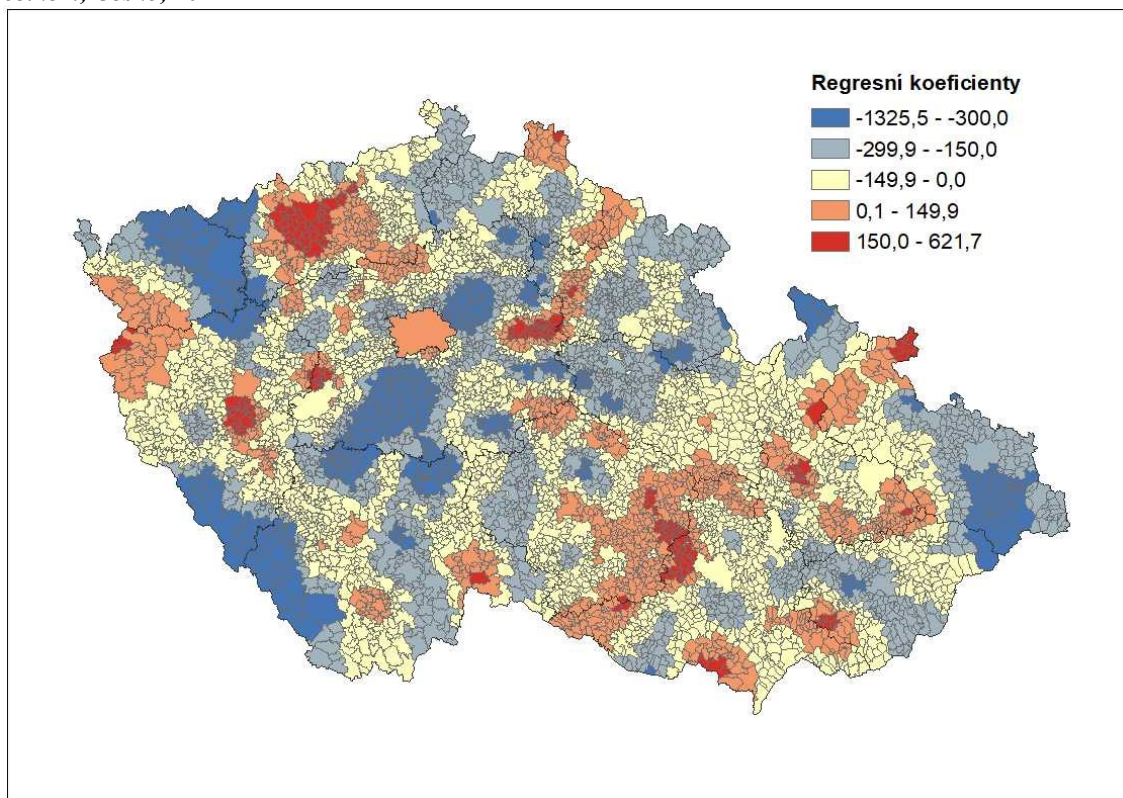 Regresní koeficienty
-1325,5 - -300,0
-299,9 - -150,0
-149,9 - 0,0
0,1 - 149,9
150,0 - 621,7